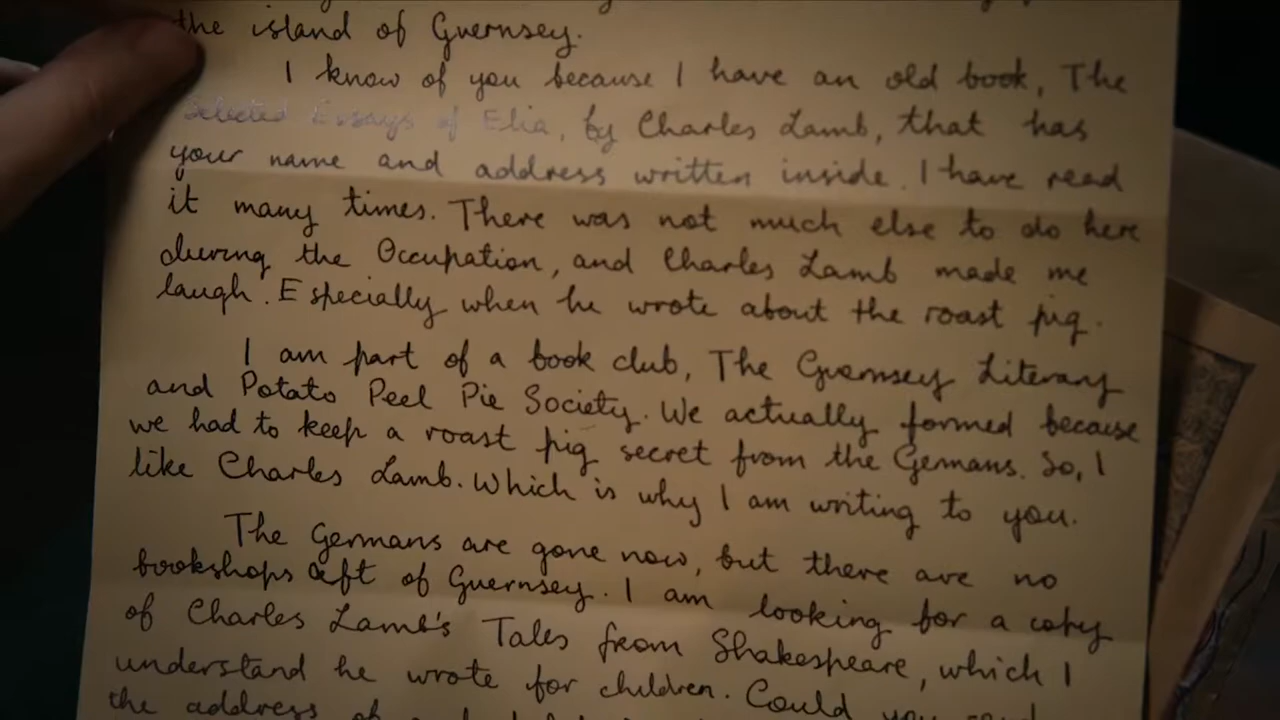 the island of Guernsey.
I know of you because I have an old book, The
Selected Essays of Elia, by Charles Lamb, that has
your name and address written inside. I have read
it many times. There was not much else to do here
during the Occupation, and Charles Lamb made me
laugh. Especially when he wrote about the roast pig.
I am part of a book club, The Guernsey Literary
and Potato Peel Pie Society. We actually formed because
we had to keep a roast pig secret from the Germans. So, I
like Charles Lamb. Which is why I am writing to you.
The Germans are gone now, but there are no
bookshops left of Guernsey. I am looking for a copy
of Charles Lamb's Tales from Shakespeare, which I
understand he wrote for children. Could you send
the address of a